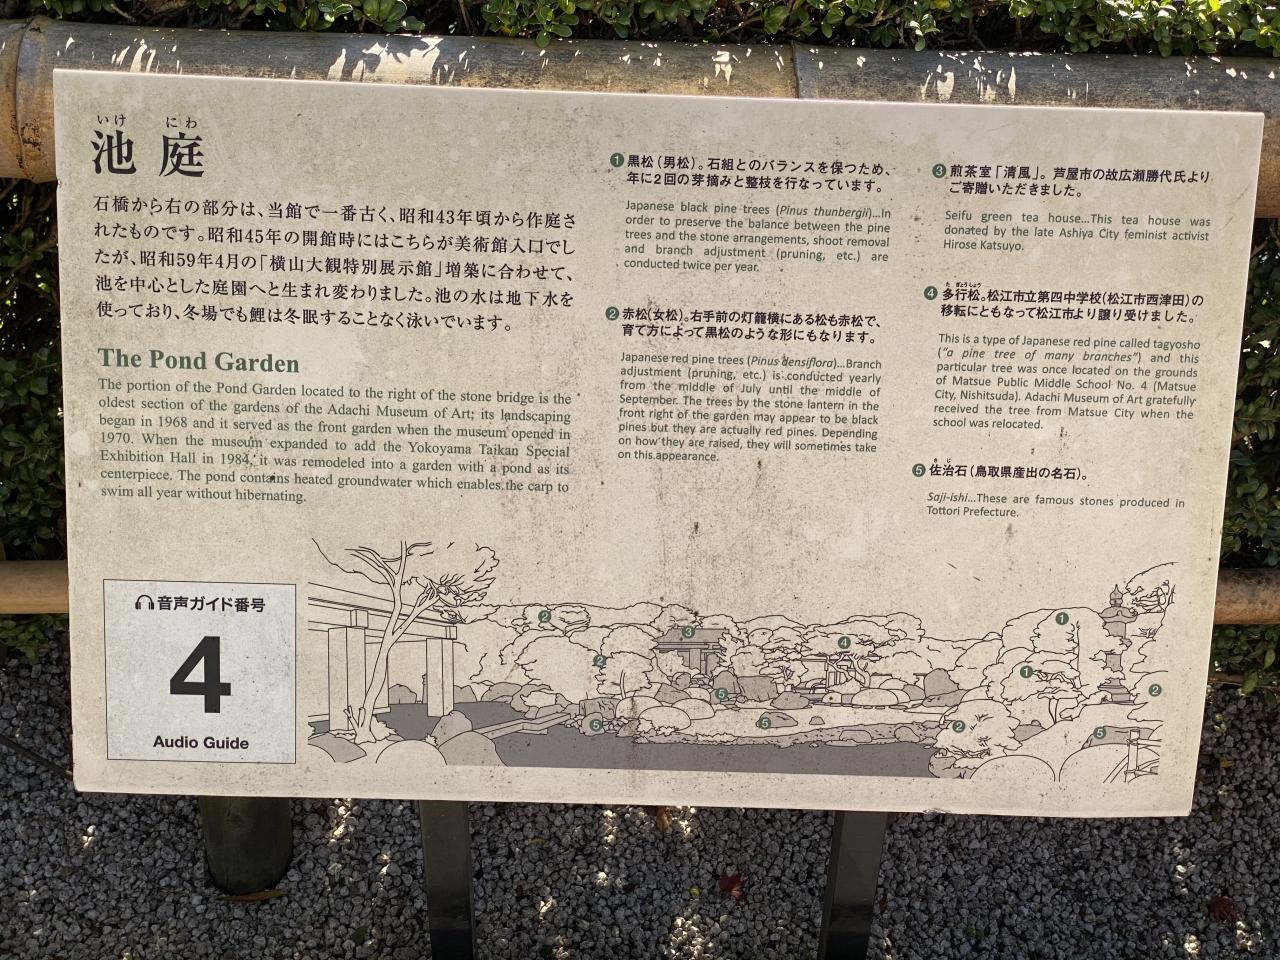 いけ にわ
池 庭
石橋から右の部分は、当館で一番古く、昭和43年頃から作庭さ
れたものです。昭和45年の開館時にはこちらが美術館入口でし
たが、昭和59年4月の「横山大観特別展示館」増築に合わせて、
池を中心とした庭園へと生まれ変わりました。池の水は地下水を
使っており、冬場でも鯉は冬眠することなく泳いでいます。
The Pond Garden
The portion of the Pond Garden located to the right of the stone bridge is the
oldest section of the gardens of the Adachi Museum of Art; its landscaping
began in 1968 and it served as the front garden when the museum opened in
1970. When the museum expanded to add the Yokoyama Taikan Special
Exhibition Hall in 1984, it was remodeled into a garden with a pond as its
centerpiece. The pond contains heated groundwater which enables the carp to
swim all year without hibernating.
❶黒松(男松)。石組とのバランスを保つため、
年に2回の芽摘みと整枝を行なっています。
Japanese black pine trees (Pinus thunbergii)...In
order to preserve the balance between the pine
trees and the stone arrangements, shoot removal
and branch adjustment (pruning, etc.) are
conducted twice per year.
❷赤松(女松)。右手前の灯籠横にある松も赤松で、
育て方によって黒松のような形にもなります。
Japanese red pine trees (Pinus densiflora)...Branch
adjustment (pruning, etc.) is conducted yearly
from the middle of July until the middle of
September. The trees by the stone lantern in the
front right of the garden may appear to be black
pines but they are actually red pines. Depending
on how they are raised, they will sometimes take
on this appearance.
❸煎茶室「清風」。芦屋市の故広瀬勝代氏より
ご寄贈いただきました。
Seifu green tea house...This tea house was
donated by the late Ashiya City feminist activist
Hirose Katsuyo.
た ぎょうしょう
❹多行松。松江市立第四中学校(松江市西津田)の
移転にともなって松江市より譲り受けました。
This is a type of Japanese red pine called tagyosho
("a pine tree of many branches") and this
particular tree was once located on the grounds
of Matsue Public Middle School No. 4 (Matsue
City, Nishitsuda). Adachi Museum of Art gratefully
received the tree from Matsue City when the
school was relocated.
さ じ
❺佐治石(鳥取県産出の名石)。
Saji-ishi...These are famous stones produced in
Tottori Prefecture.
音声ガイド番号
4
Audio Guide
❷
❷
❸
❹
❶
❶
❷
❺
❺
❺
❷
❺